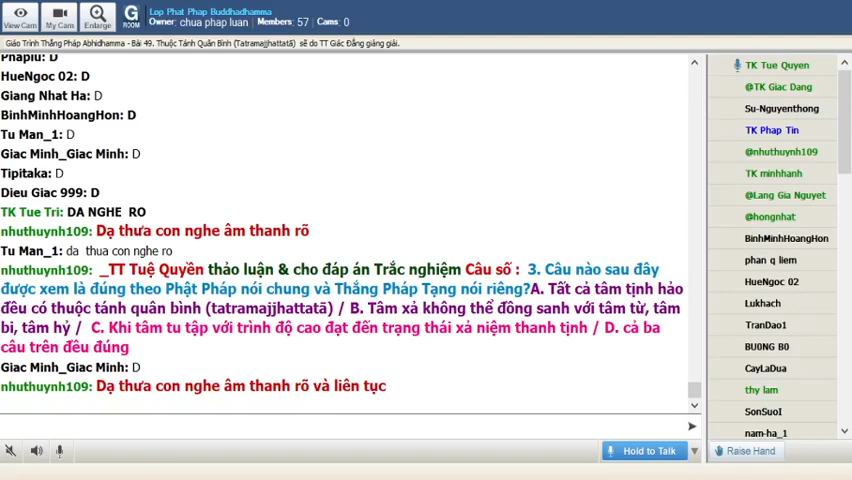 Lop Phat Phap Buddhadhamma
Owner: chua phap luan Members: 57 Cams: 0
View Cam
My Cam
Enlarge
G
ROOM
Giáo Trình Thắng Pháp Abhidhamma - Bài 49. Thuộc Tánh Quân Bình (Tatramajjhattatā) sẽ do TT Giác Đẳng giảng giải.
Phapluu: D
HueNgoc 02: D
Giang Nhat Ha: D
BinhMinhHoangHon: D
Tu Man_1: D
Giac Minh_Giac Minh: D
Tipitaka: D
Dieu Giac 999: D
TK Tue Tri: DA NGHE RO
nhuthuynh109: Dạ thưa con nghe âm thanh rõ
Tu Man_1: da thua con nghe ro
nhuthuynh109: _TT Tuệ Quyền thảo luận & cho đáp án Trắc nghiệm Câu số : 3. Câu nào sau đây
được xem là đúng theo Phật Pháp nói chung và Thắng Pháp Tạng nói riêng?A. Tất cả tâm tịnh hảo
đều có thuộc tánh quân bình (tatramajjhattatā) / B. Tâm xả không thể đồng sanh với tâm từ, tâm
bi, tâm hỷ / C. Khi tâm tu tập với trình độ cao đạt đến trạng thái xả niệm thanh tịnh / D. cả ba
câu trên đều đúng
Giac Minh_Giac Minh: D
nhuthuynh109: Dạ thưa con nghe âm thanh rõ và liên tục
Hold to Talk
TK Tue Quyen
@TK Giac Dang
Su-Nguyenthong
TK Phap Tin
@nhuthuynh109
TK minhhanh
@Lang Gia Nguyet
@hongnhat
BinhMinhHoangHon
phan q liem
HueNgoc 02
Lukhach
TranDao1
BU0NG B0
CayLaDua
thy lam
SonSuoI
nam-ha_1
Raise Hand